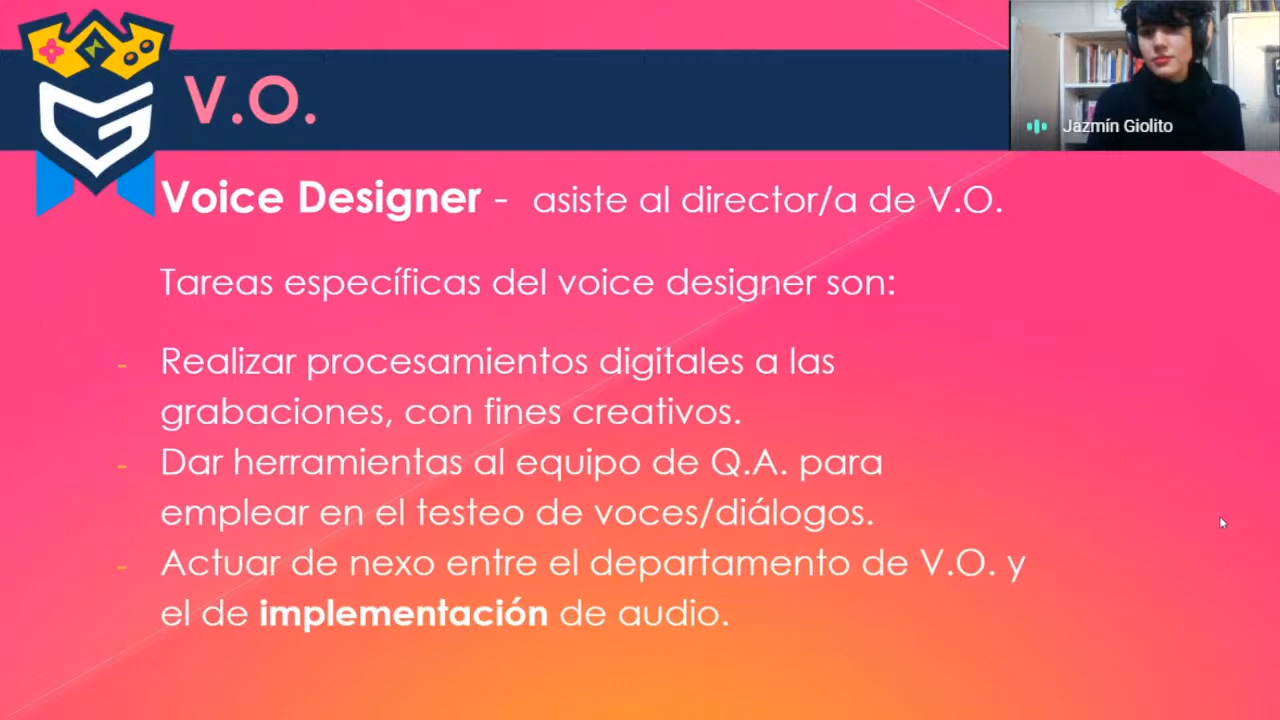 V.O.
Jazmín Giolito
Voice Designer - asiste al director/a de V.O.
Tareas específicas del voice designer son:
- Realizar procesamientos digitales a las
grabaciones, con fines creativos.
- Dar herramientas al equipo de Q.A. para
emplear en el testeo de voces/diálogos.
- Actuar de nexo entre el departamento de V.O. y
el de implementación de audio.